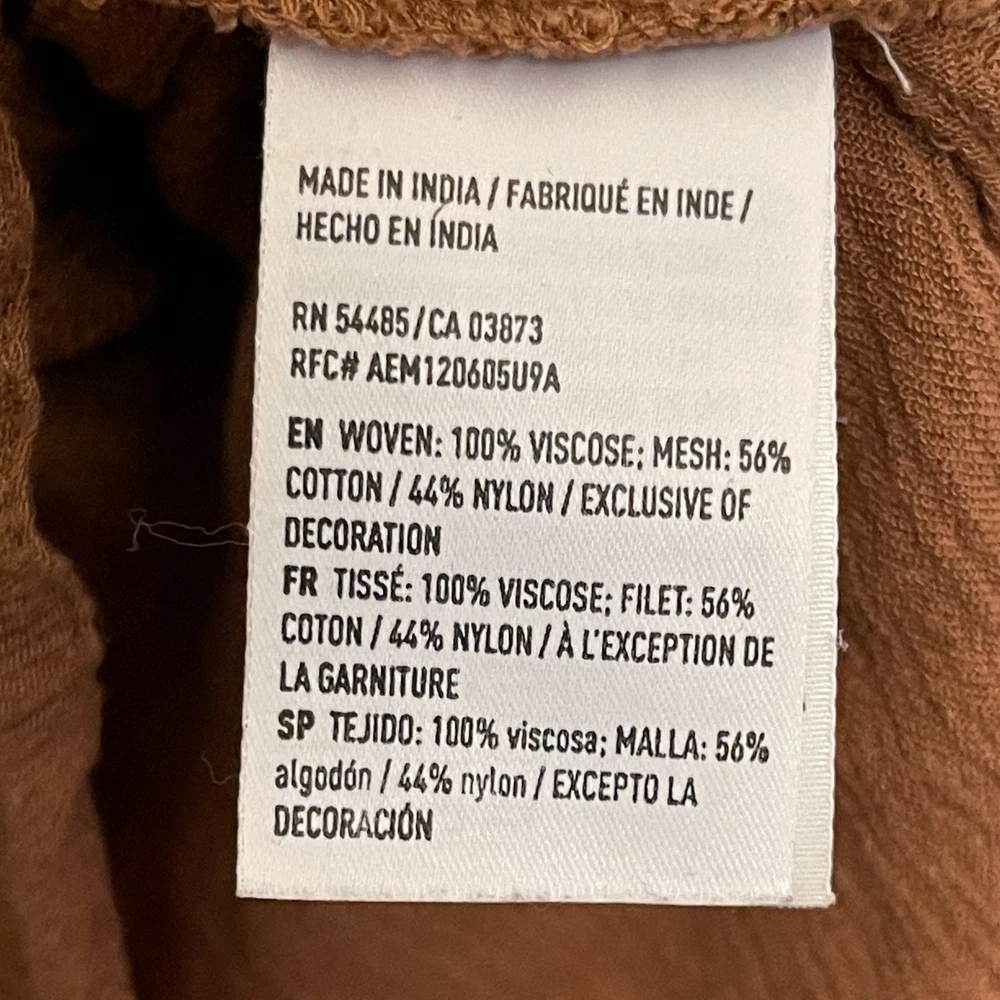 MADE IN INDIA / FABRIQUÉ EN INDE /
HECHO EN ÍNDIA
RN 54485/CA 03873
RFC# AEM120605U9A
EN WOVEN: 100% VISCOSE; MESH: 56%
COTTON / 44% NYLON / EXCLUSIVE OF
DECORATION
FR TISSÉ: 100% VISCOSE; FILET: 56%
COTON / 44% NYLON / À L'EXCEPTION DE
LA GARNITURE
SP TEJIDO: 100% viscosa; MALLA: 56%
algodón / 44% nylon / EXCEPTO LA
DECORACIÓN